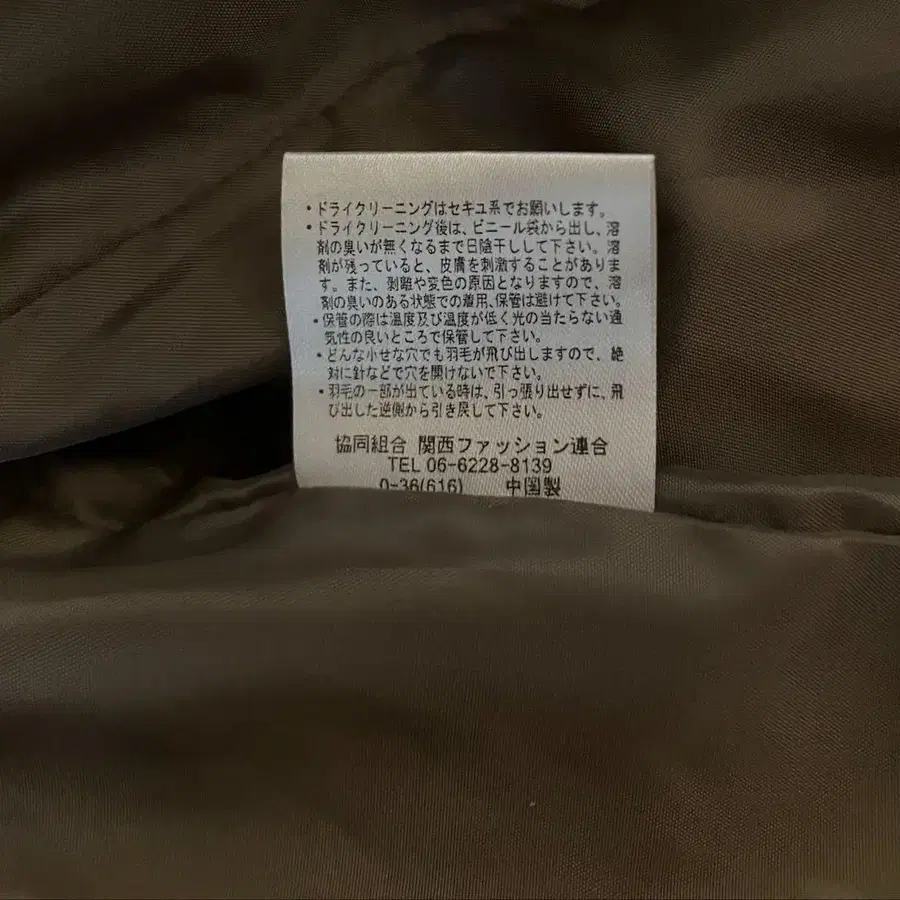 ・ドライクリーニングはセキユ系でお願いします。
・ドライクリーニング後は、ビニール袋から出し、溶
剤の臭いが無くなるまで日陰干しして下さい。溶
剤が残っていると、皮膚を刺激することがありま
す。また、剥離や変色の原因となりますので、溶
剤の臭いのある状態での着用、保管は避けて下さい。
・保管の際は温度及び湿度が低く光の当たらない通
気性の良いところで保管して下さい。
・どんな小せな穴でも羽毛が飛び出しますので、絶
対に針などで穴を開けないで下さい。
・羽毛の一部が出ている時は、引っ張り出せずに、飛
び出した逆側から引き戻して下さい。
協同組合 関西ファッション連合
TEL 06-6228-8139
0-36(616) 中国製